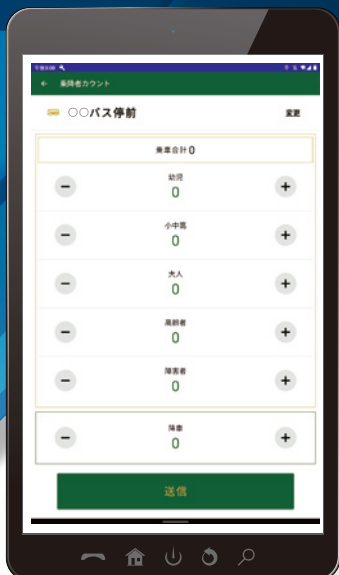 ← 乗降者カウント
○○バス停前 変更
乗車合計0
幼児
− 0 +
小中高
− 0 +
大人
− 0 +
高齢者
− 0 +
障害者
− 0 +
降車
− 0 +
送信